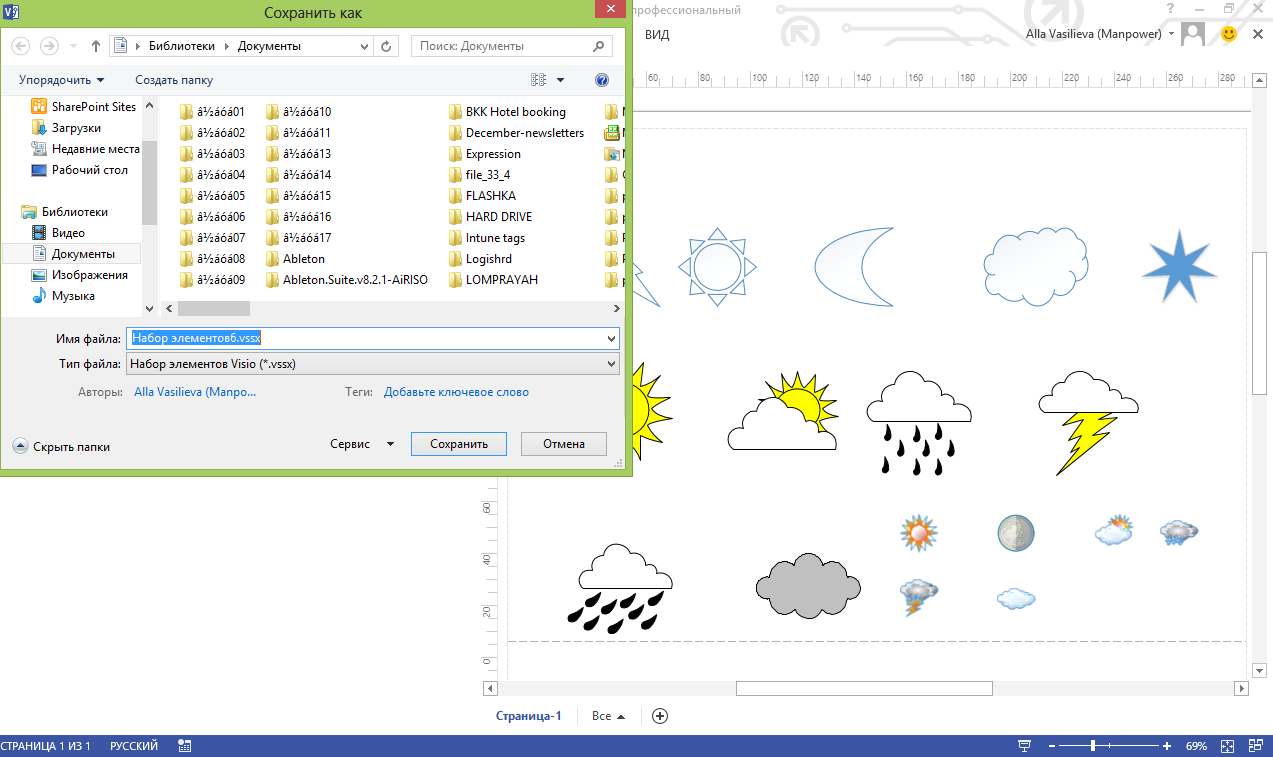 Сохранить как
Библиотеки
Документы
Поиск: Документы
Упорядочить
Создать папку
SharePoint Sites
Загрузки
Недавние места
Рабочий стол
Библиотеки
Видео
Документы
Изображения
Музыка
â½áóá01
â½áóá02
â½áóá03
â½áóá04
â½áóá05
â½áóá06
â½áóá07
â½áóá08
â½áóá09
â½áóá10
â½áóá11
â½áóá13
â½áóá14
â½áóá15
â½áóá16
â½áóá17
Ableton
Ableton.Suite.v8.2.1-AiRISO
BKK Hotel booking
December-newsletters
Expression
file_33_4
FLASHKA
HARD DRIVE
Intune tags
Logishrd
LOMPRAYAH
Имя файла: Набор элементов6.vssx
Тип файла: Набор элементов Visio (*.vssx)
Авторы: Alla Vasilieva (Manpo... Теги: Добавьте ключевое слово
Скрыть папки
Сервис
Сохранить
Отмена
профессиональный
ВИД
Alla Vasilieva (Manpower)
60 80 100 120 140 160 180 200 220 240 260 280
60
40
20
0
Страница-1
Все
СТРАНИЦА 1 ИЗ 1 РУССКИЙ
69%